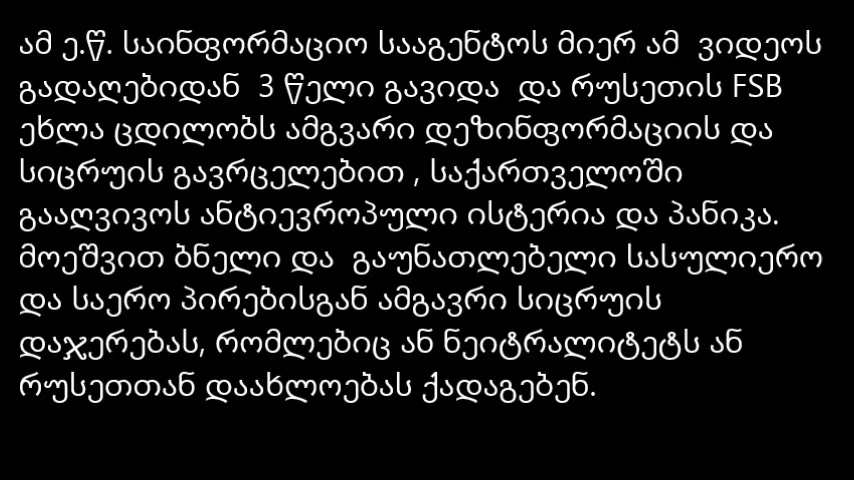 ამ ე.წ. საინფორმაციო სააგენტოს მიერ ამ ვიდეოს
გადაღებიდან 3 წელი გავიდა და რუსეთის FSB
ეხლა ცდილობს ამგვარი დეზინფორმაციის და
სიცრუის გავრცელებით , საქართველოში
გააღვივოს ანტიევროპული ისტერია და პანიკა.
მოეშვით ბნელი და გაუნათლებელი სასულიერო
და საერო პირებისგან ამგავრი სიცრუის
დაჯერებას, რომლებიც ან ნეიტრალიტეტს ან
რუსეთთან დაახლოებას ქადაგებენ.